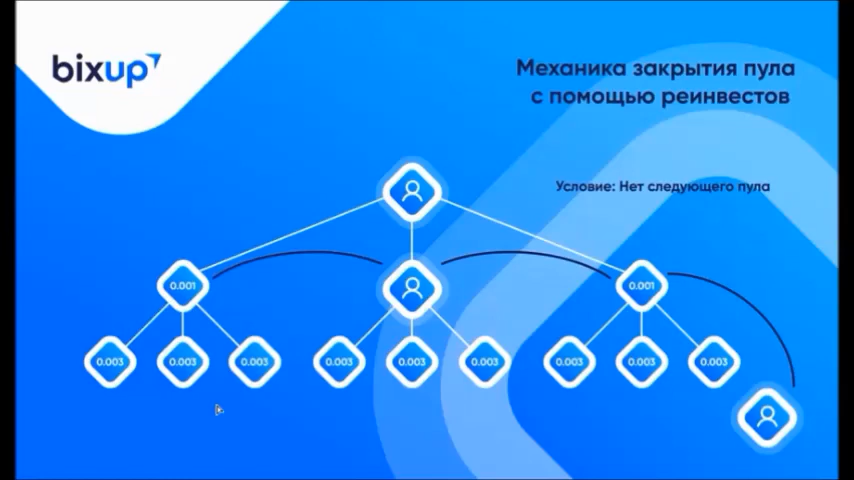 bixup
Механика закрытия пула
с помощью реинвестов
Условие: Нет следующего пула
0.001
0.001
0.003
0.003
0.003
0.003
0.003
0.003
0.003
0.003
0.003